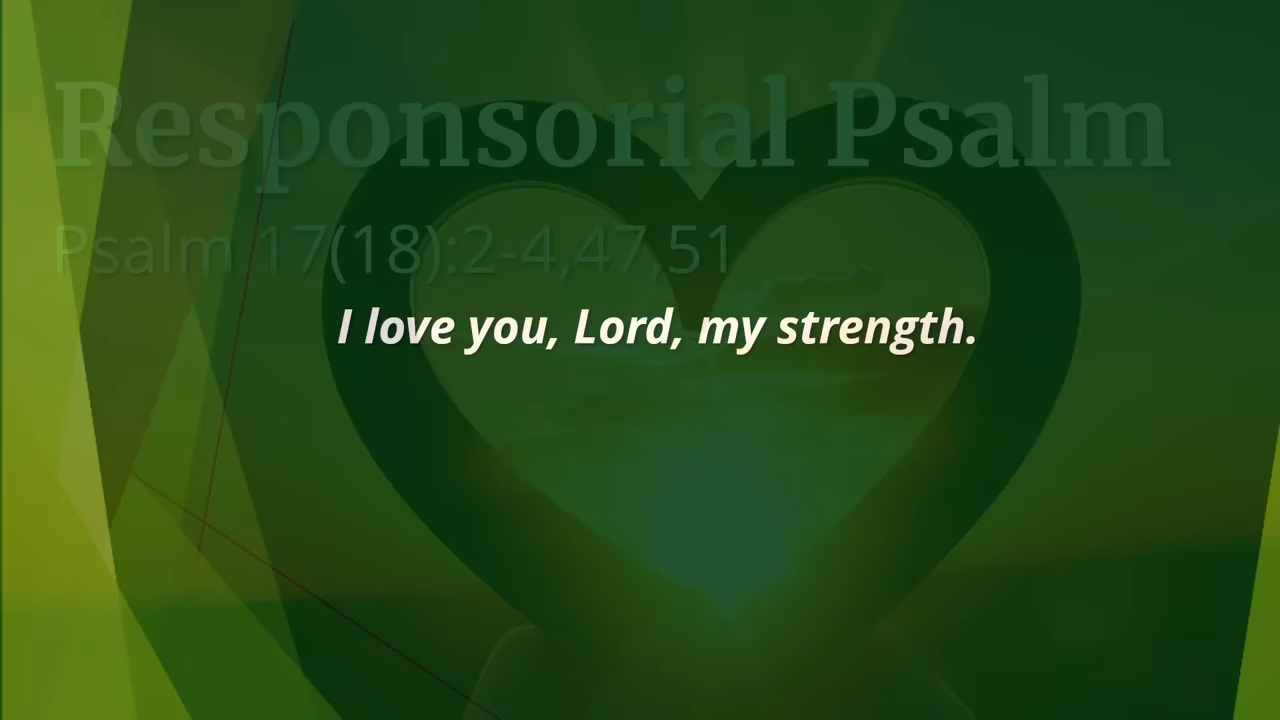 Responsorial Psalm
Psalm 17(18):2-4,47,51
I love you, Lord, my strength.